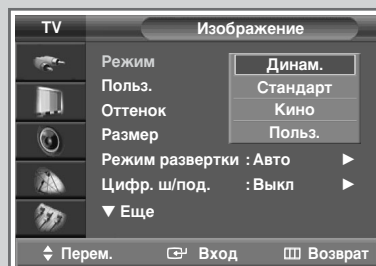 TV Изображение
Режим Динам.
Польз. Стандарт
Оттенок Кино
Размер Польз.
Режим развертки : Авто ►
Цифр. ш/под. : Выкл ►
▼ Еще
Перем. Вход Возврат